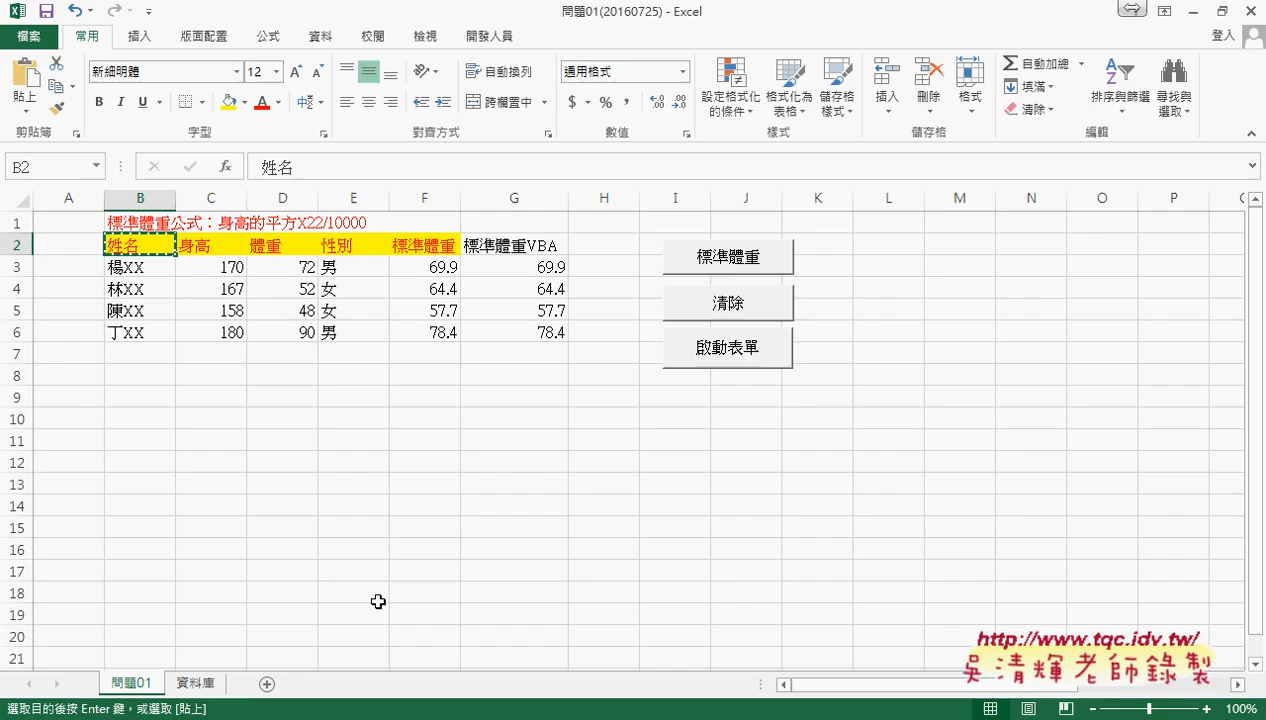 問題01(20160725) - Excel
檔案 常用 插入 版面配置 公式 資料 校閱 檢視 開發人員 登入
貼上 新細明體 12 自動換列 通用格式 設定格式化的條件 格式化為表格 儲存格樣式 插入 刪除 格式 自動加總 填滿 清除 排序與篩選 尋找與選取
B I U 跨欄置中 $ % ,
剪貼簿 字型 對齊方式 數值 樣式 儲存格 編輯
B2 fx 姓名
A B C D E F G H I J K L M N O P
1 標準體重公式：身高的平方X22/10000
2 姓名 身高 體重 性別 標準體重 標準體重VBA
3 楊XX 170 72 男 69.9 69.9
4 林XX 167 52 女 64.4 64.4
5 陳XX 158 48 女 57.7 57.7
6 丁XX 180 90 男 78.4 78.4
標準體重
清除
啟動表單
7
8
9
10
11
12
13
14
15
16
17
18
19
20
21
http://www.tqc.idv.tw/
吳清輝老師錄製
問題01 資料庫
選取目的後按 Enter 鍵，或選取 [貼上] 100%